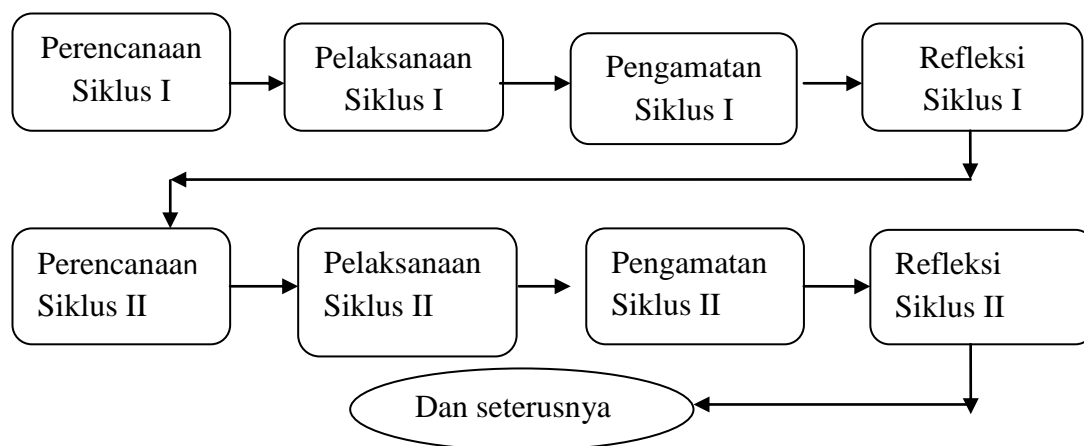 Perencanaan
Siklus I
Pelaksanaan
Siklus I
Pengamatan
Siklus I
Refleksi
Siklus I
Perencanaan
Siklus II
Pelaksanaan
Siklus II
Pengamatan
Siklus II
Refleksi
Siklus II
Dan seterusnya